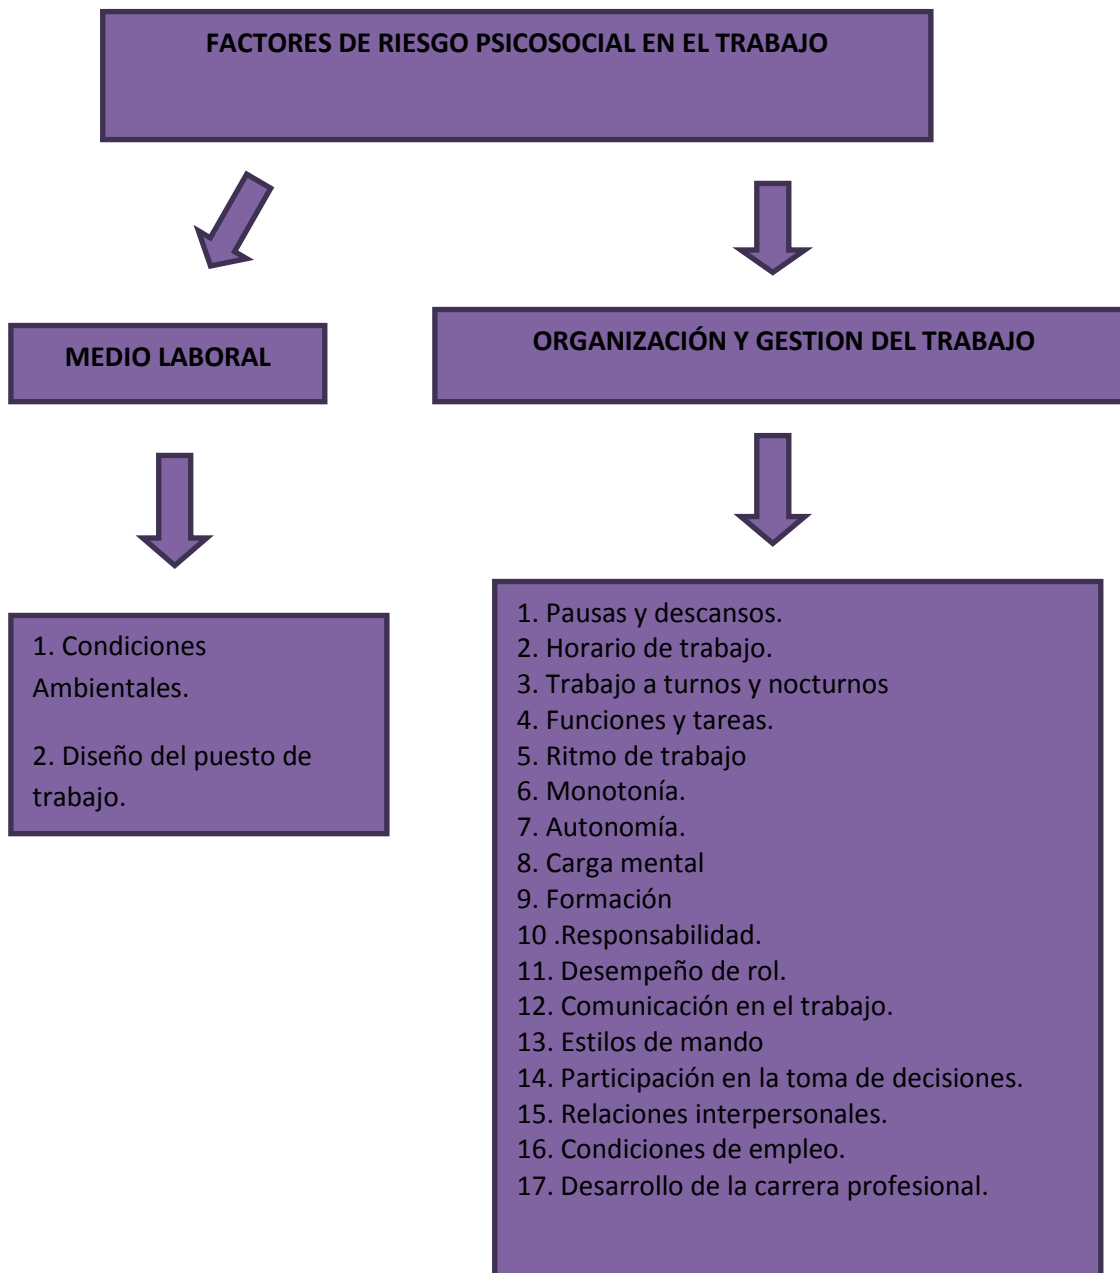 FACTORES DE RIESGO PSICOSOCIAL EN EL TRABAJO
MEDIO LABORAL
ORGANIZACIÓN Y GESTION DEL TRABAJO
1. Condiciones
Ambientales.
2. Diseño del puesto de
trabajo.
1. Pausas y descansos.
2. Horario de trabajo.
3. Trabajo a turnos y nocturnos
4. Funciones y tareas.
5. Ritmo de trabajo
6. Monotonía.
7. Autonomía.
8. Carga mental
9. Formación
10 .Responsabilidad.
11. Desempeño de rol.
12. Comunicación en el trabajo.
13. Estilos de mando
14. Participación en la toma de decisiones.
15. Relaciones interpersonales.
16. Condiciones de empleo.
17. Desarrollo de la carrera profesional.